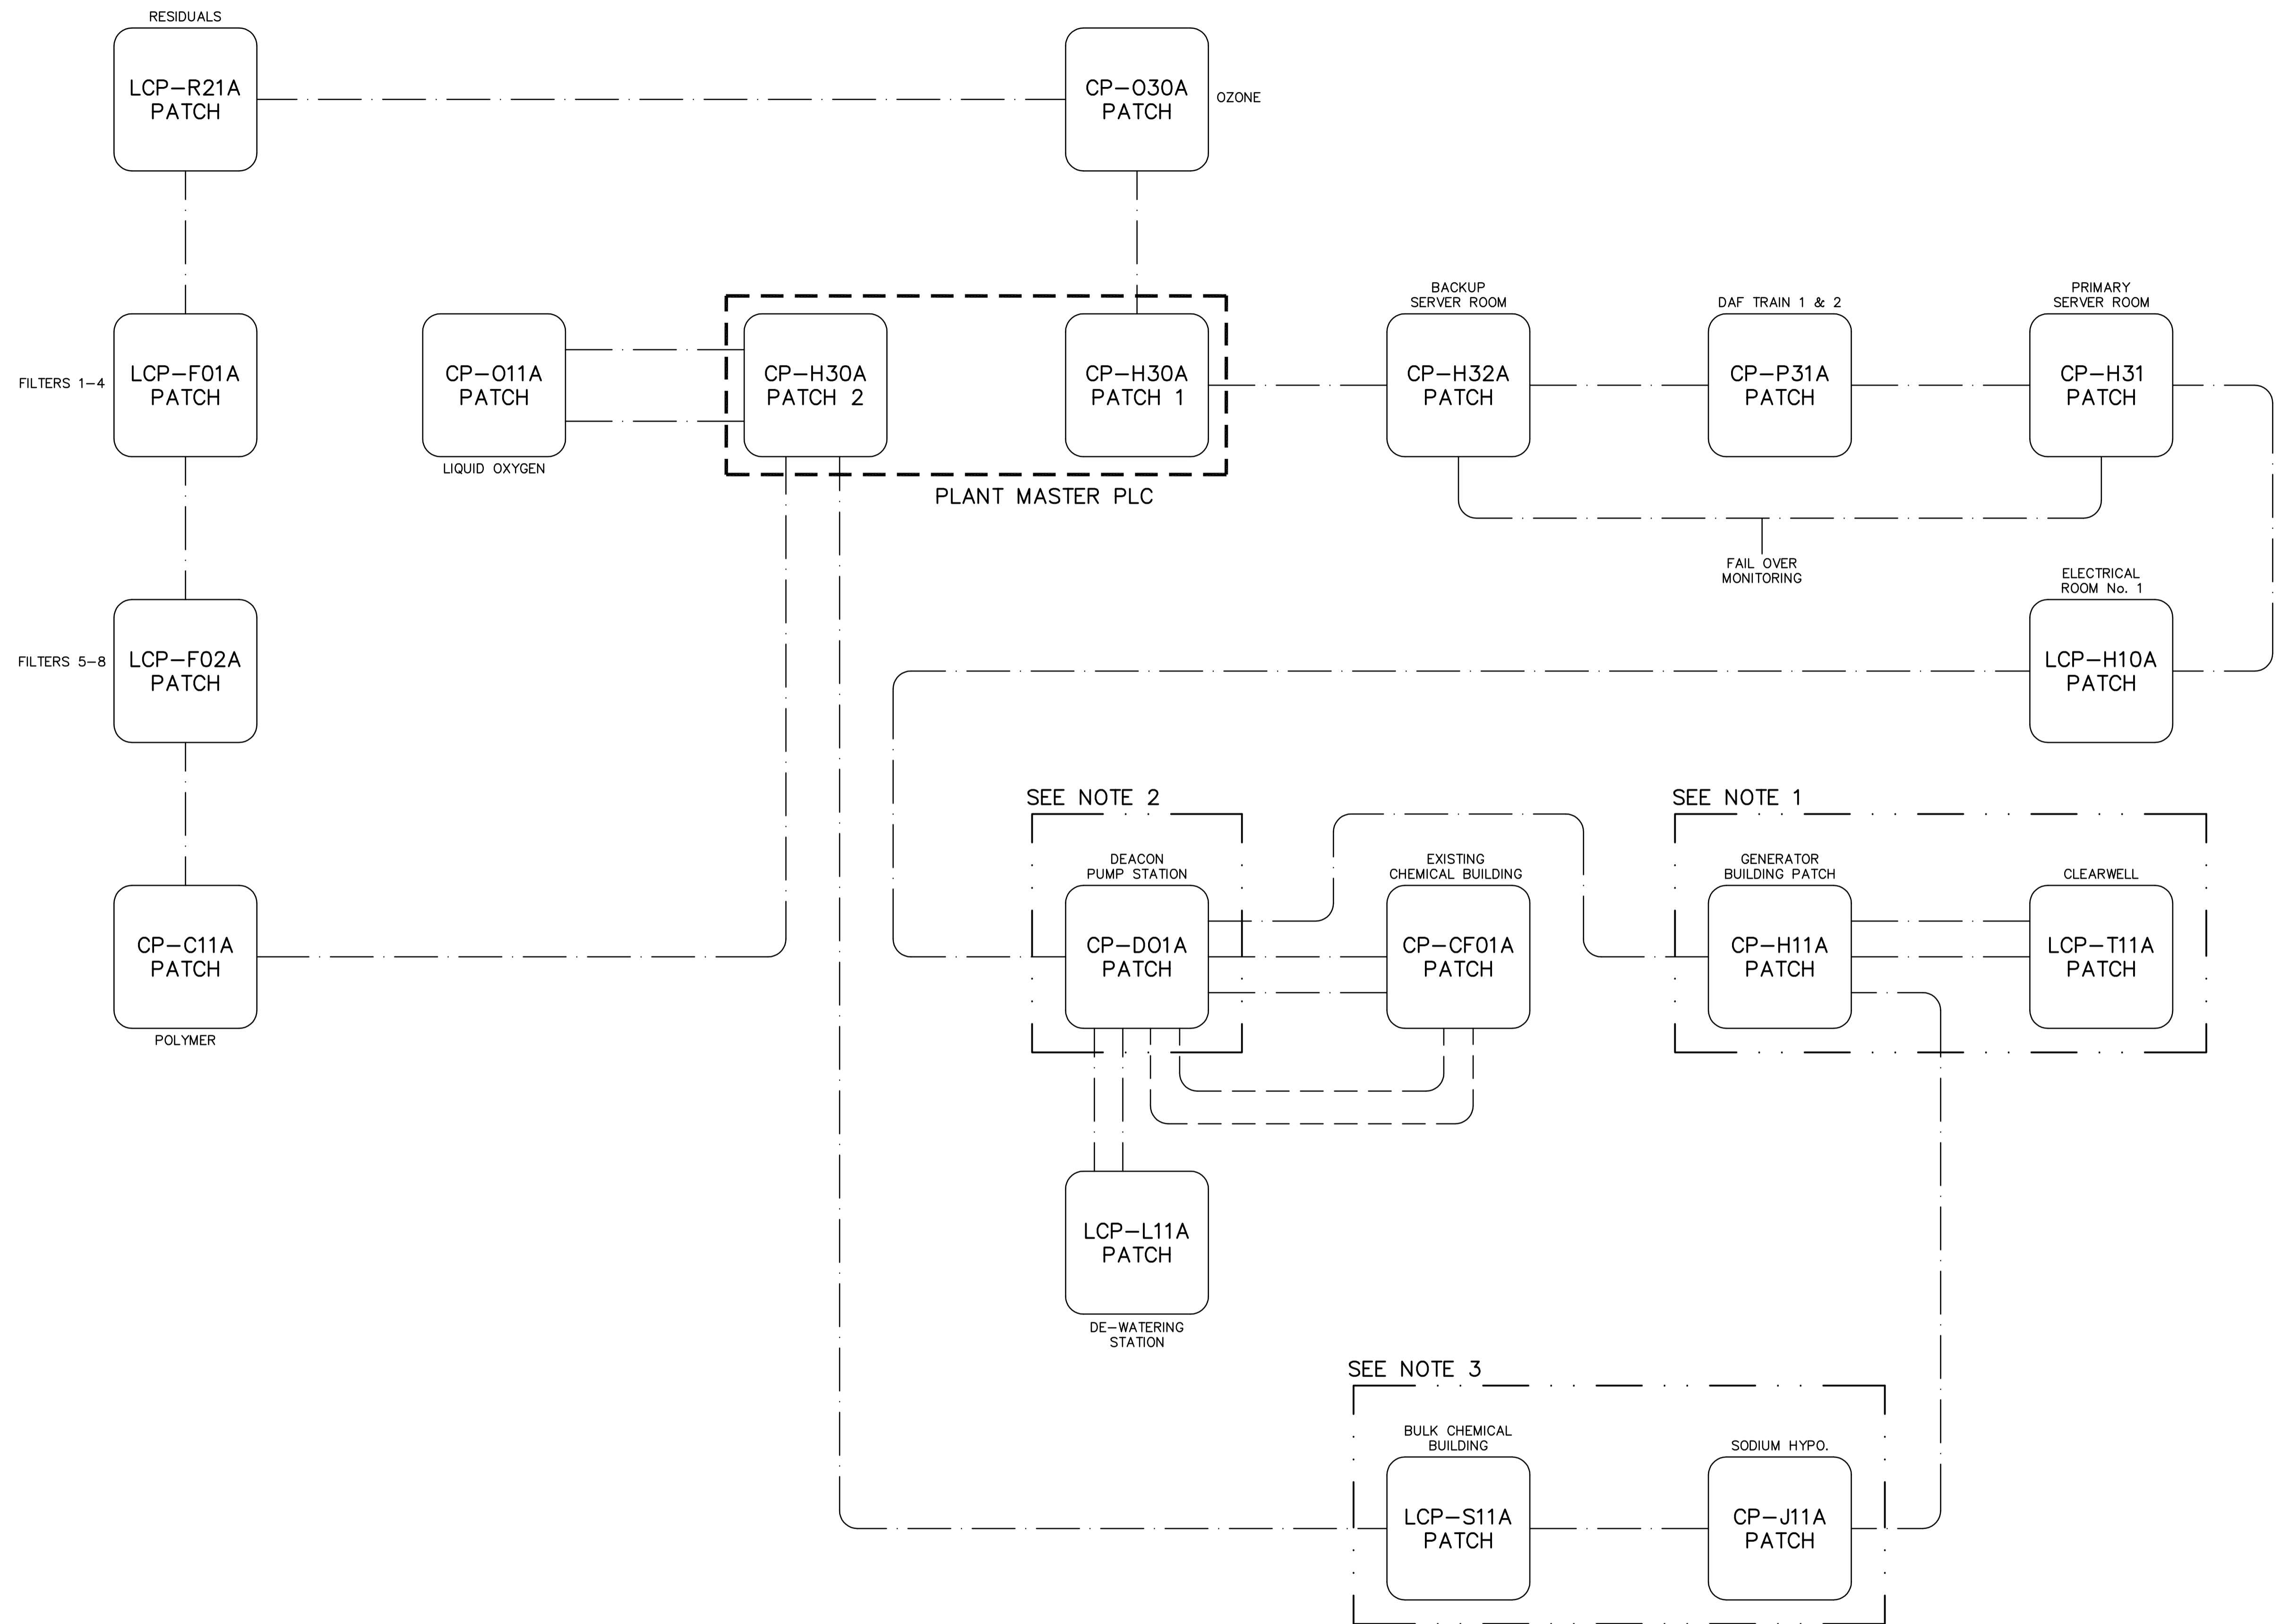 RESIDUALS
LCP-R21A
PATCH
CP-O30A
PATCH
OZONE
BACKUP
SERVER ROOM
DAF TRAIN 1 & 2
PRIMARY
SERVER ROOM
FILTERS 1-4
LCP-F01A
PATCH
CP-O11A
PATCH
LIQUID OXYGEN
CP-H30A
PATCH 2
CP-H30A
PATCH 1
PLANT MASTER PLC
CP-H32A
PATCH
CP-P31A
PATCH
CP-H31
PATCH
FAIL OVER
MONITORING
ELECTRICAL
ROOM No. 1
FILTERS 5-8
LCP-F02A
PATCH
LCP-H10A
PATCH
SEE NOTE 2
SEE NOTE 1
DEACON
PUMP STATION
EXISTING
CHEMICAL BUILDING
GENERATOR
BUILDING PATCH
CLEARWELL
CP-C11A
PATCH
POLYMER
CP-D01A
PATCH
CP-CF01A
PATCH
CP-H11A
PATCH
LCP-T11A
PATCH
LCP-L11A
PATCH
DE-WATERING
STATION
SEE NOTE 3
BULK CHEMICAL
BUILDING
SODIUM HYPO.
LCP-S11A
PATCH
CP-J11A
PATCH